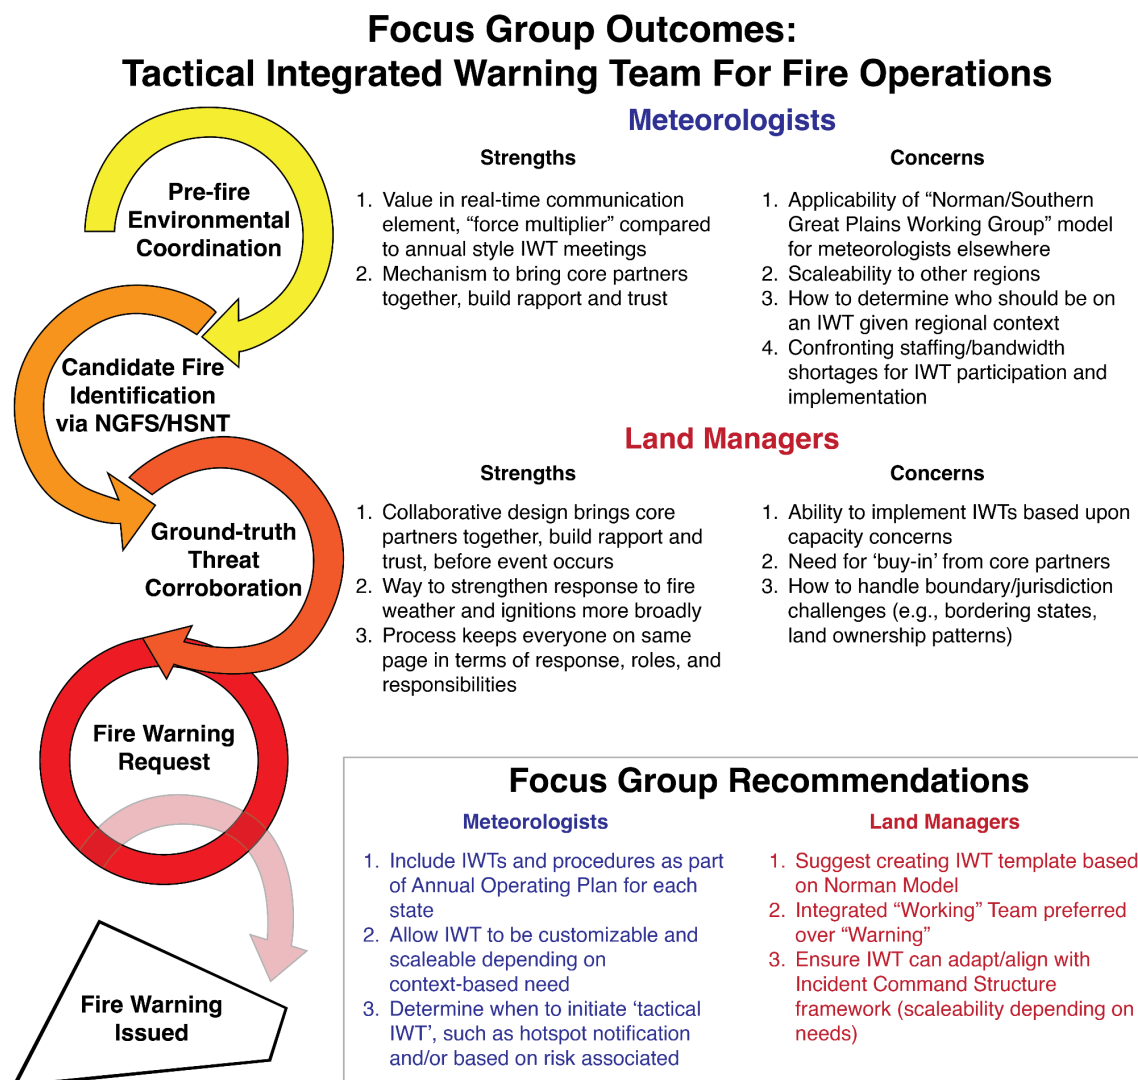 Focus Group Outcomes:
Tactical Integrated Warning Team For Fire Operations
Pre-fire
Environmental
Coordination
Candidate Fire
Identification
via NGFS/HSNT
Ground-truth
Threat
Corroboration
Fire Warning
Request
Fire Warning
Issued
Meteorologists
Strengths
1. Value in real-time communication
element, “force multiplier” compared
to annual style IWT meetings
2. Mechanism to bring core partners
together, build rapport and trust
Concerns
1. Applicability of “Norman/Southern
Great Plains Working Group” model
for meteorologists elsewhere
2. Scaleability to other regions
3. How to determine who should be on
an IWT given regional context
4. Confronting staffing/bandwidth
shortages for IWT participation and
implementation
Land Managers
Strengths
1. Collaborative design brings core
partners together, build rapport and
trust, before event occurs
2. Way to strengthen response to fire
weather and ignitions more broadly
3. Process keeps everyone on same
page in terms of response, roles, and
responsibilities
Concerns
1. Ability to implement IWTs based upon
capacity concerns
2. Need for ‘buy-in’ from core partners
3. How to handle boundary/jurisdiction
challenges (e.g., bordering states,
land ownership patterns)
Focus Group Recommendations
Meteorologists
1. Include IWTs and procedures as part
of Annual Operating Plan for each
state
2. Allow IWT to be customizable and
scaleable depending on
context-based need
3. Determine when to initiate ‘tactical
IWT’, such as hotspot notification
and/or based on risk associated
Land Managers
1. Suggest creating IWT template based
on Norman Model
2. Integrated “Working” Team preferred
over “Warning”
3. Ensure IWT can adapt/align with
Incident Command Structure
framework (scaleability depending on
needs)